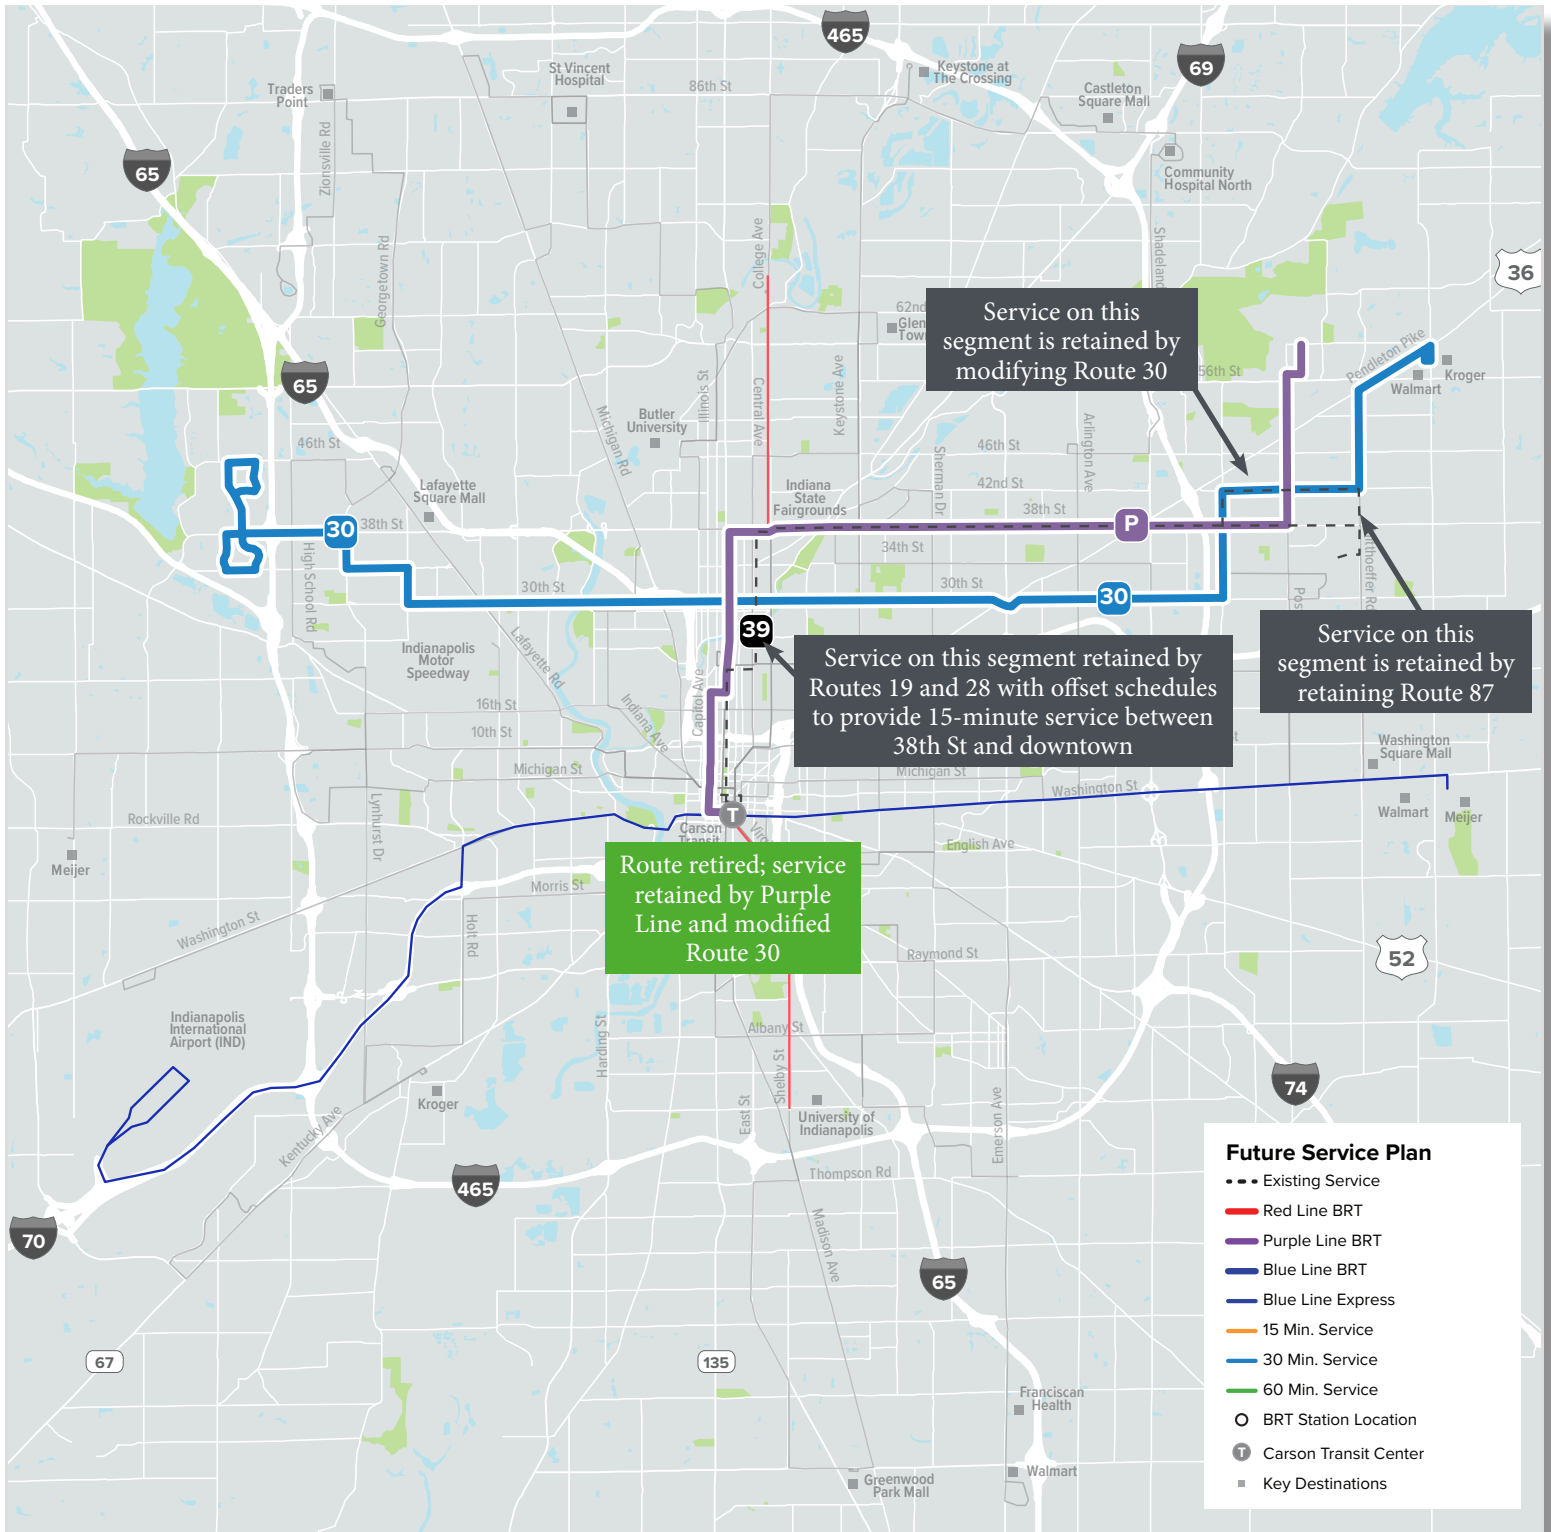 465
69
Keystone at
The Crossing
St Vincent
Hospital
86th St
Traders
Point
Castleton
Square Mall
Zionsville Rd
65
Community
Hospital North
Georgetown Rd
College Ave
Shadeland
36
62nd
Glen
Town
Service on this
segment is retained by
modifying Route 30
56th St
Pendleton Pike
Kroger
Walmart
65
Illinois St
Central Ave
Keystone Ave
Michigan Rd
Butler
University
46th St
46th St
Arlington Ave
Sherman Dr
Lafayette
Square Mall
Indiana
State
Fairgrounds
42nd St
38th St
38th St
30
P
High School Rd
34th St
30th St
30th St
30
39
Lafayette Rd
Indianapolis
Motor
Speedway
Capitol Ave
Indiana Ave
16th St
10th St
Service on this segment retained by
Routes 19 and 28 with offset schedules
to provide 15-minute service between
38th St and downtown
Service on this
segment is retained by
retaining Route 87
Washington
Square Mall
Michigan St
Michigan St
Washington St
Walmart
Meijer
Rockville Rd
Lynhurst Dr
Meijer
T
Carson
Transit
English Ave
Route retired; service
retained by Purple
Line and modified
Route 30
Morris St
Washington St
Holt Rd
Raymond St
52
Indianapolis
International
Airport (IND)
Harding St
Albany St
Shelby St
East St
Kroger
Kentucky Ave
University of
Indianapolis
Emerson Ave
74
Thompson Rd
465
70
Madison Ave
65
67
135
Franciscan
Health
Walmart
Greenwood
Park Mall
Future Service Plan
Existing Service
Red Line BRT
Purple Line BRT
Blue Line BRT
Blue Line Express
15 Min. Service
30 Min. Service
60 Min. Service
BRT Station Location
T Carson Transit Center
Key Destinations